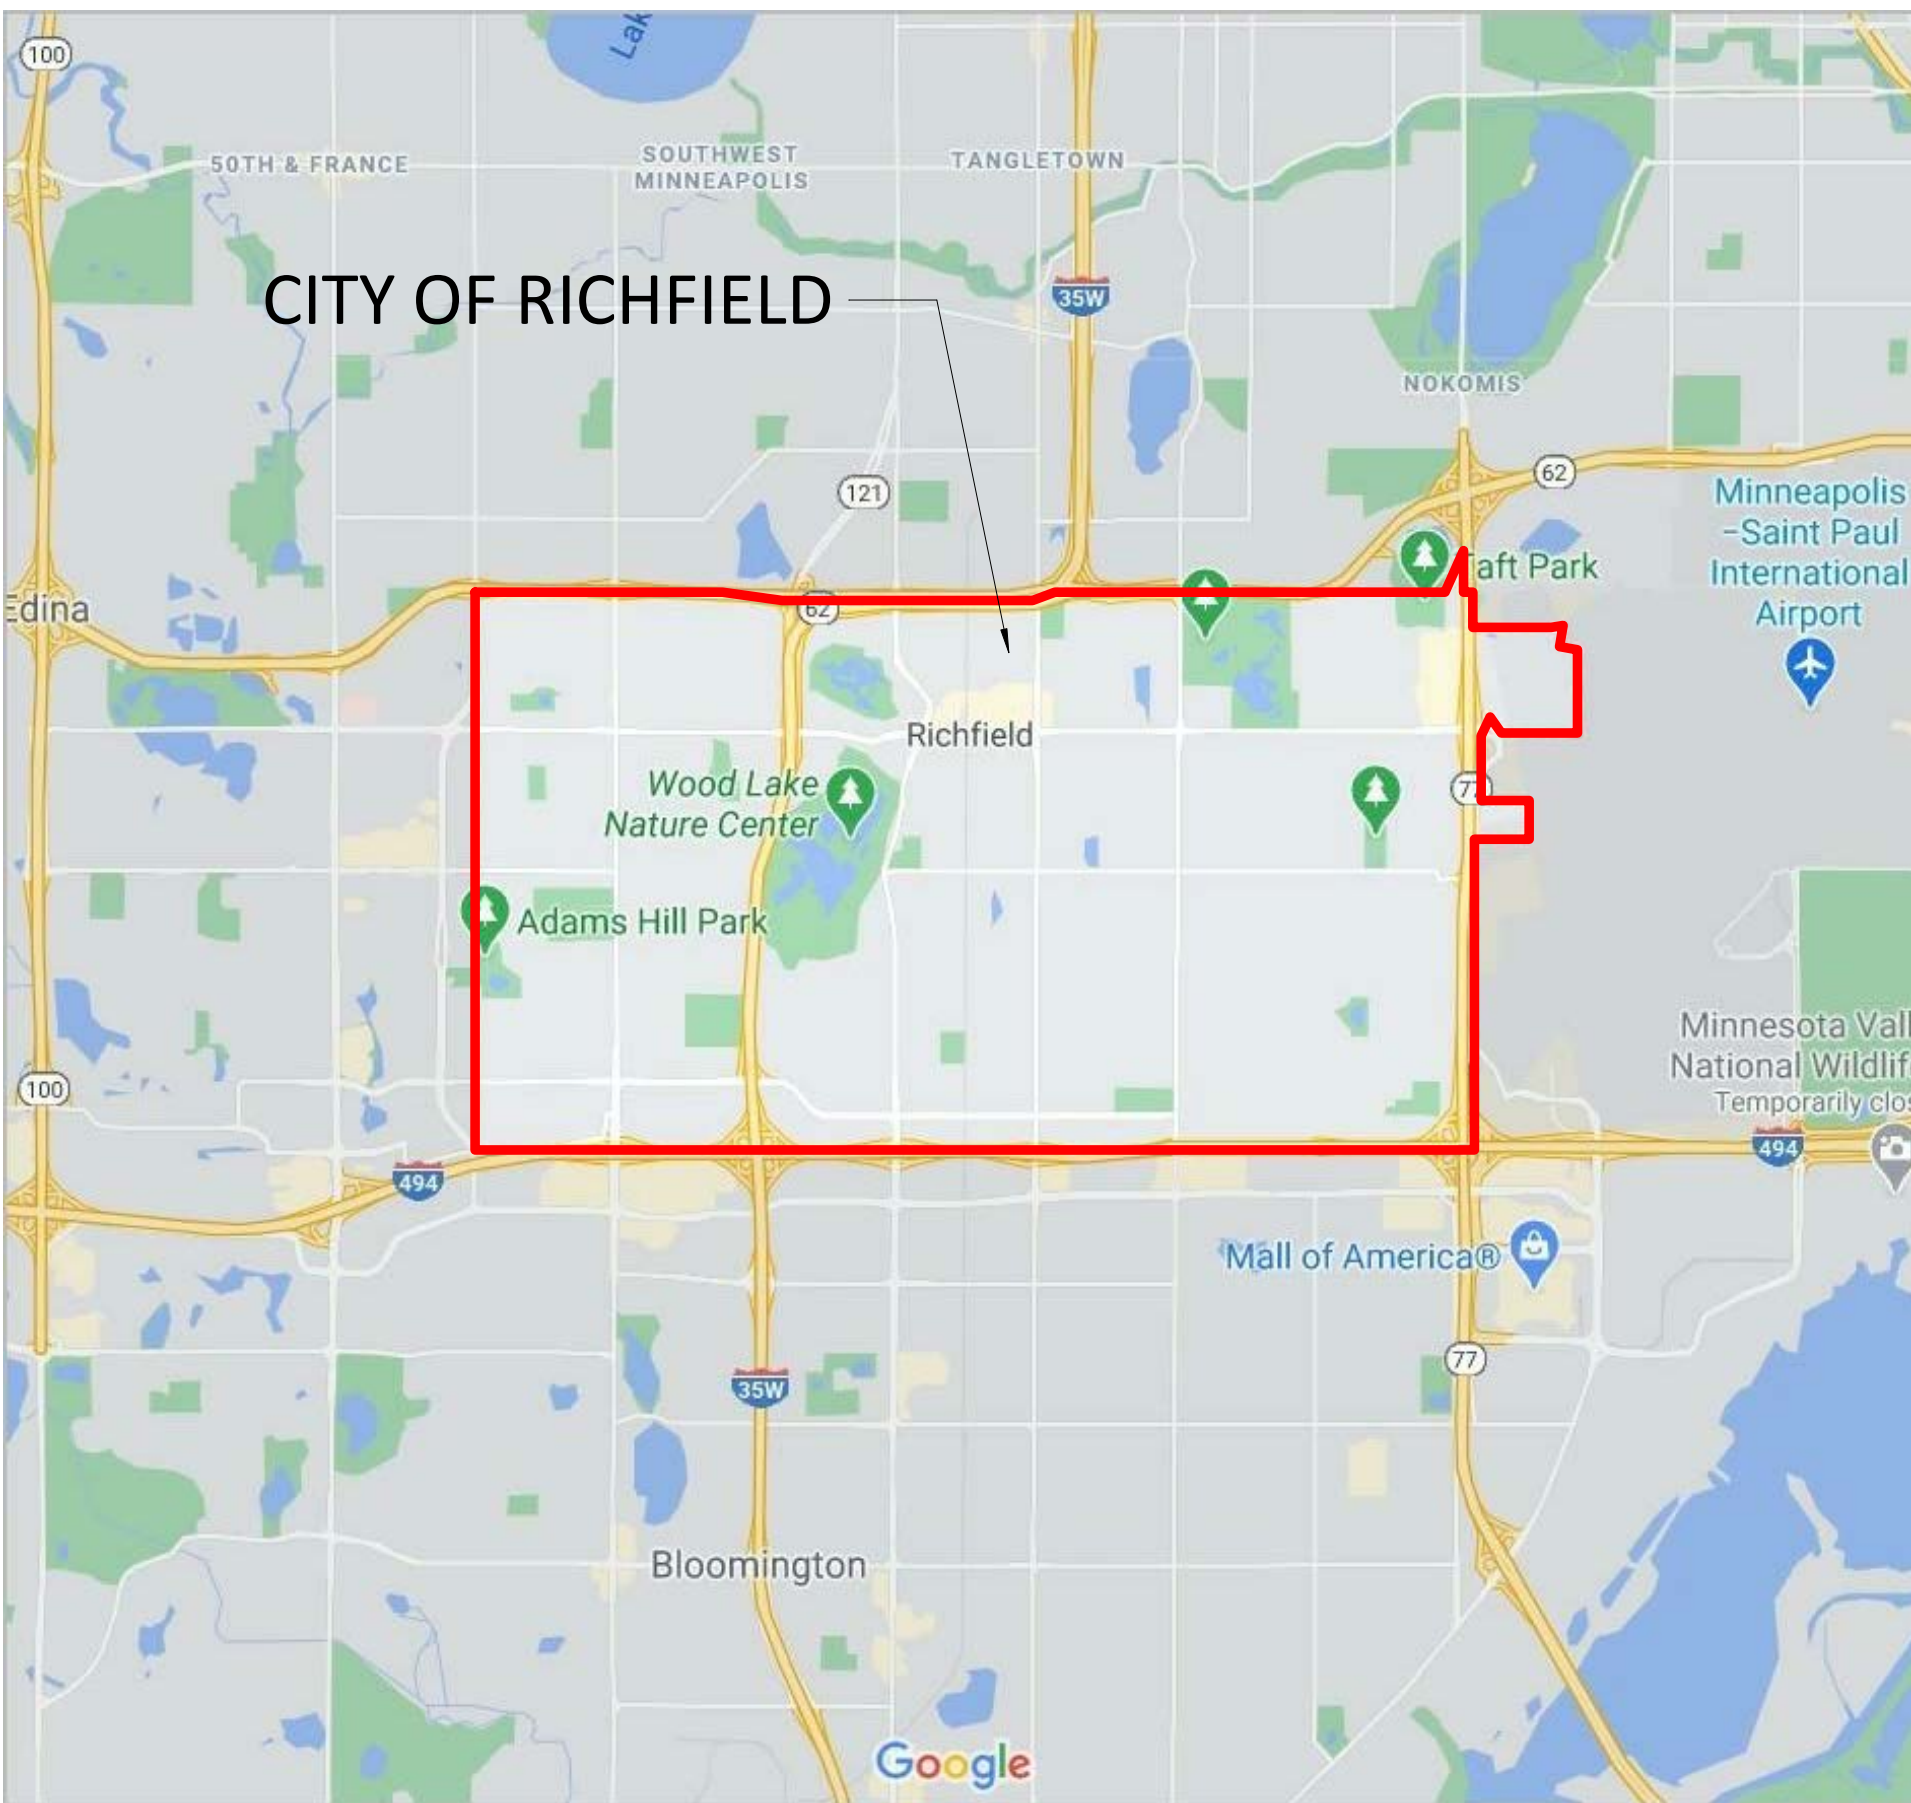 Lak
100
50TH & FRANCE
SOUTHWEST
MINNEAPOLIS
TANGLETOWN
CITY OF RICHFIELD
35W
NOKOMIS
121
62
Minneapolis
-Saint Paul
International
Airport
aft Park
Edina
62
Richfield
Wood Lake
Nature Center
77
Adams Hill Park
Minnesota Vall
National Wildlif
Temporarily clos
100
494
494
Mall of America®
77
35W
Bloomington
Google